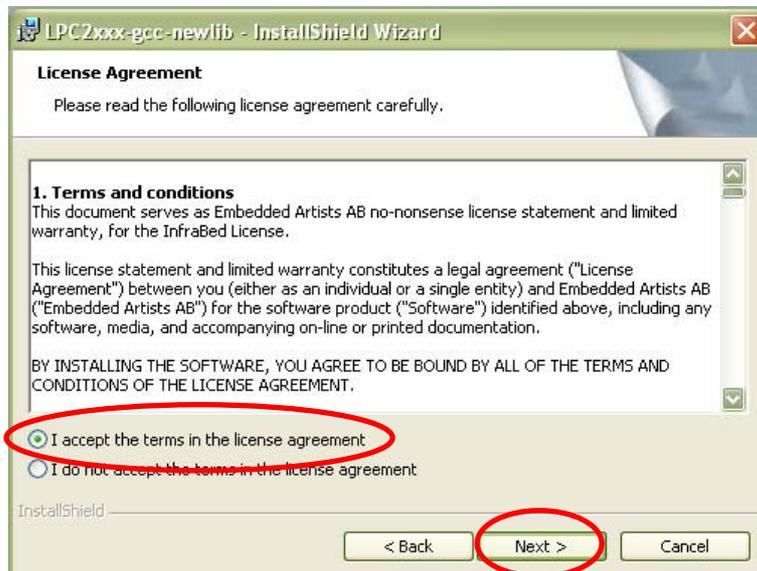 LPC2xxx-gcc-newlib - InstallShield Wizard
License Agreement
Please read the following license agreement carefully.
1. Terms and conditions
This document serves as Embedded Artists AB no-nonsense license statement and limited
warranty, for the InfraBed License.
This license statement and limited warranty constitutes a legal agreement ("License
Agreement") between you (either as an individual or a single entity) and Embedded Artists AB
("Embedded Artists AB") for the software product ("Software") identified above, including any
software, media, and accompanying on-line or printed documentation.
BY INSTALLING THE SOFTWARE, YOU AGREE TO BE BOUND BY ALL OF THE TERMS AND
CONDITIONS OF THE LICENSE AGREEMENT.
I accept the terms in the license agreement
I do not accept the terms in the license agreement
InstallShield
< Back Next > Cancel